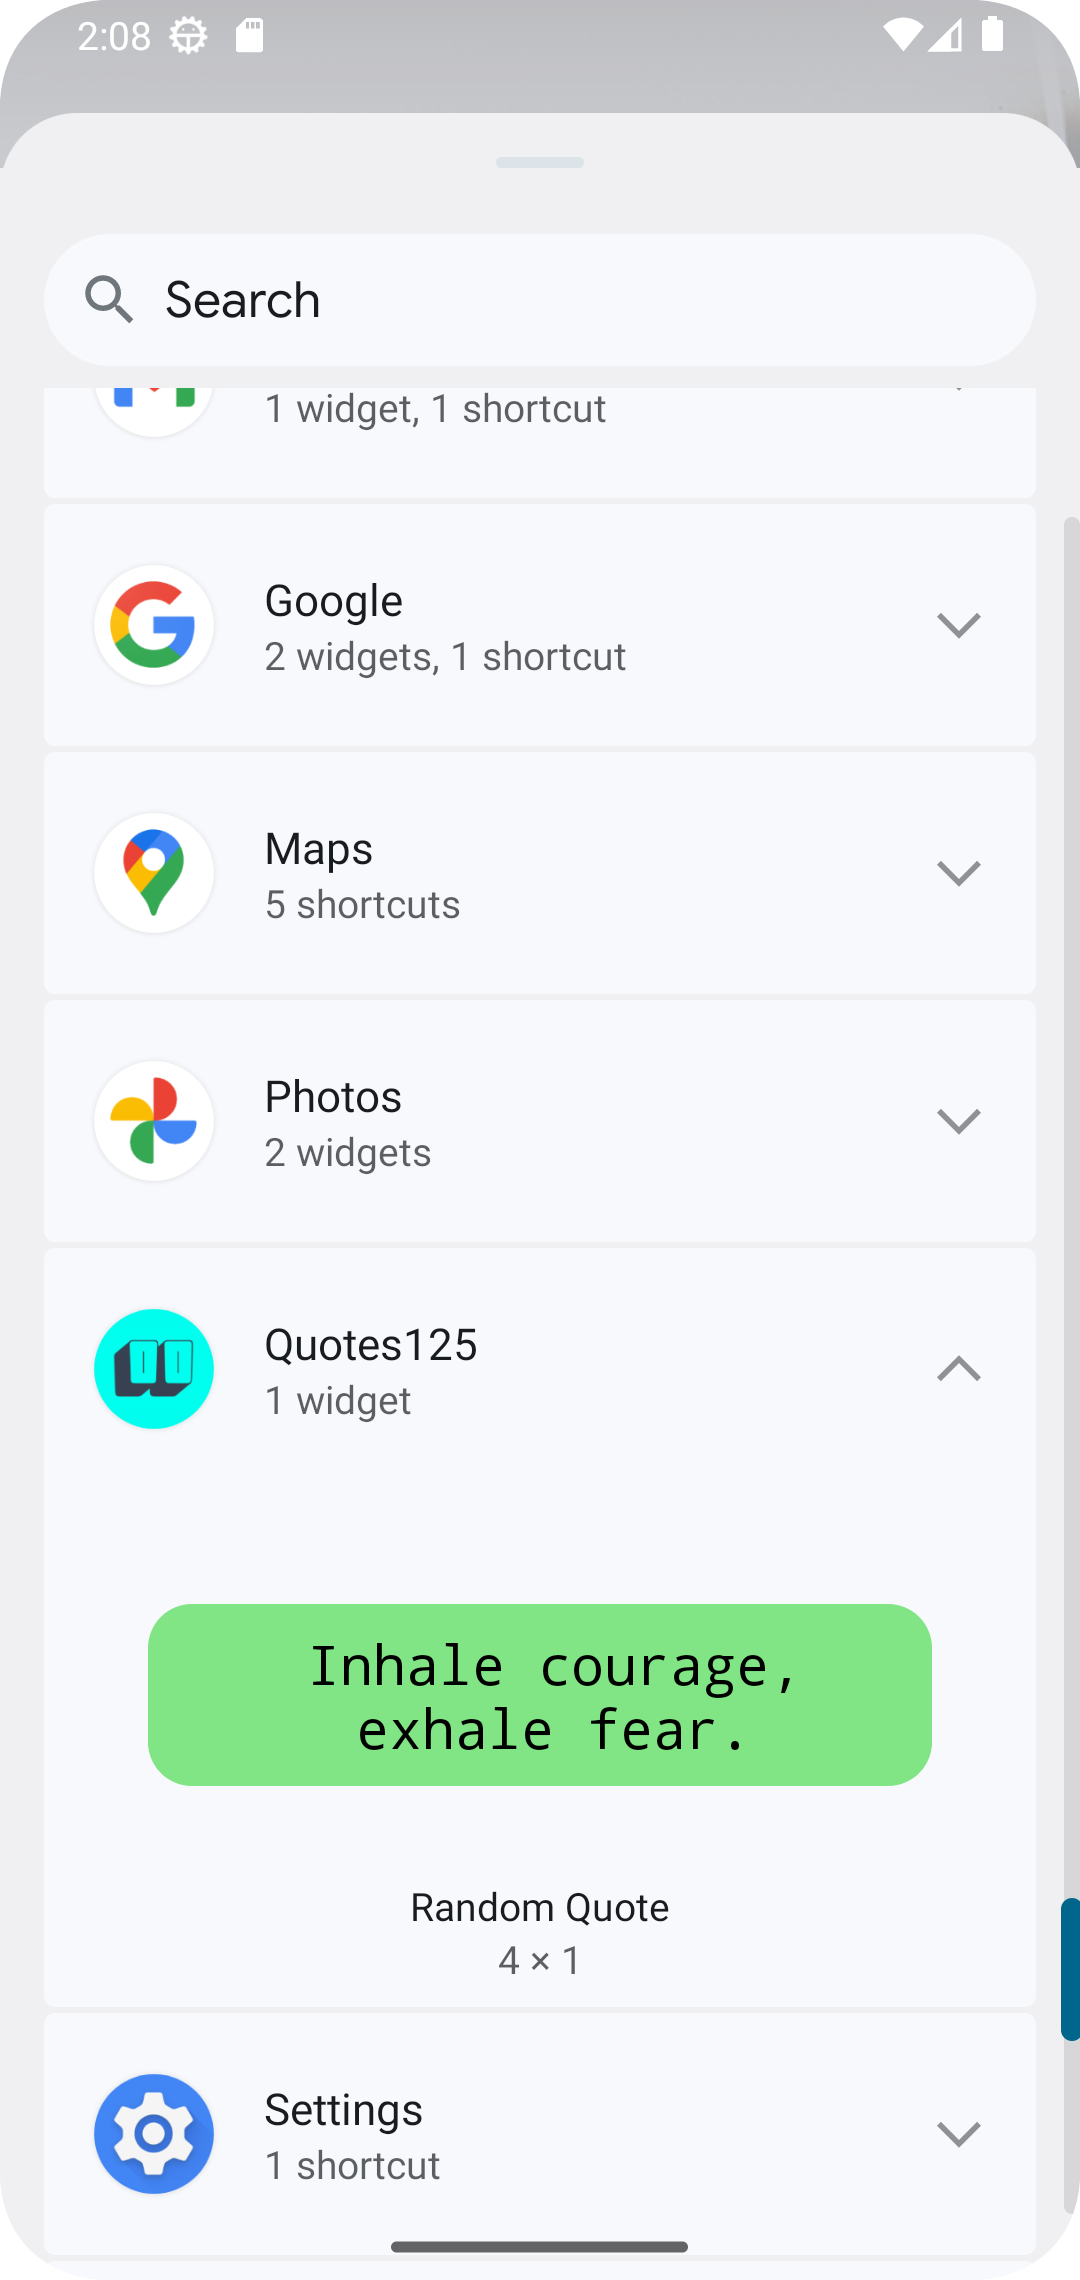 2:08
Search
1 widget, 1 shortcut
Google
2 widgets, 1 shortcut
Maps
5 shortcuts
Photos
2 widgets
Quotes125
1 widget
Inhale courage,
exhale fear.
Random Quote
4 × 1
Settings
1 shortcut